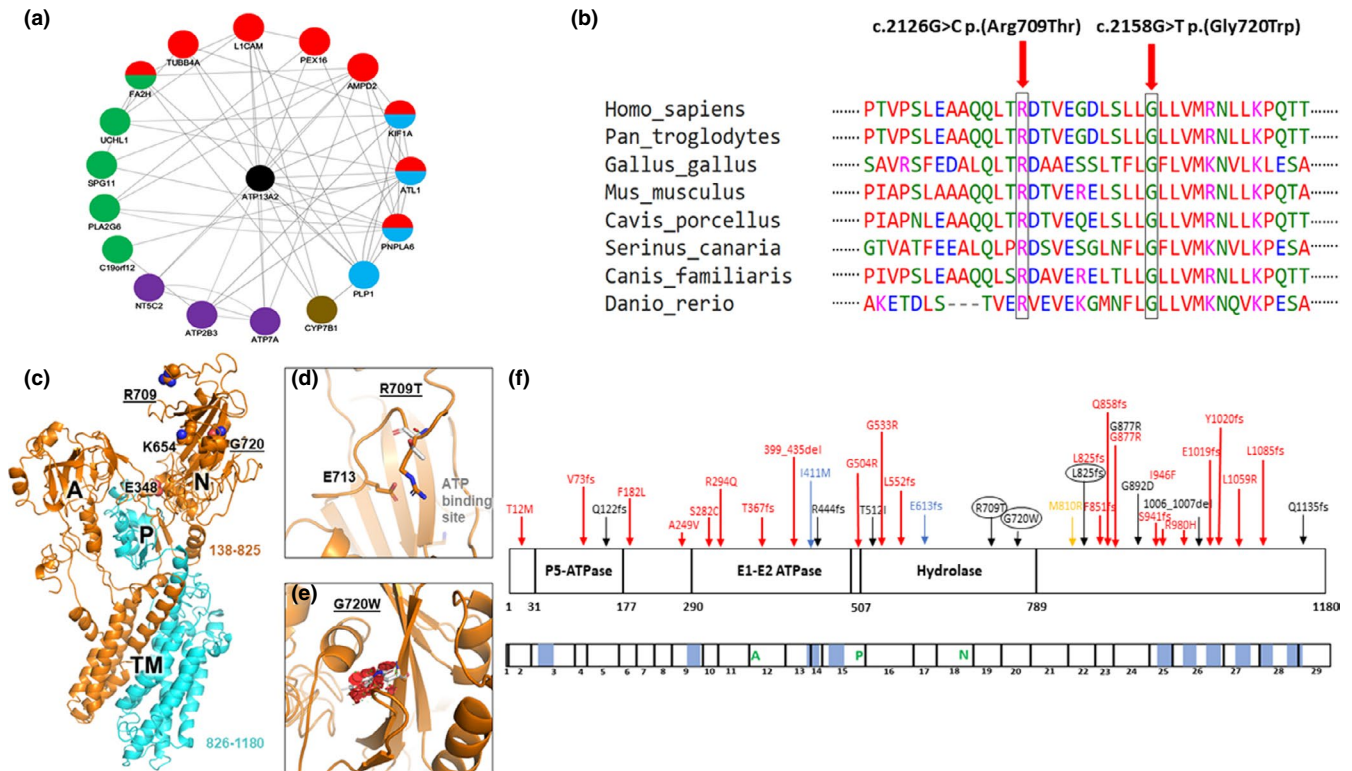 (a)
L1CAM
TUBB4A
PEX16
FA2H
AMPD2
UCHL1
KIF1A
SPG11
ATP13A2
ATL1
PLA2G6
PNPLA6
C19orf12
PLP1
NT5C2
CYP7B1
ATP2B3
ATP7A
(b)
c.2126G>C p.(Arg709Thr) c.2158G>T p.(Gly720Trp)
Homo_sapiens ······ PTVPSLEAAQQLTRDTVEGDLSLLGLLVMRNLLKPQTT ······
Pan_troglodytes ······ PTVPSLEAAQQLTRDTVEGDLSLLGLLVMRNLLKPQTT ······
Gallus_gallus ······ SAVRSFEDALQLTRDAAESSLTFLGFLVMKNVLKLESA ······
Mus_musculus ······ PIAPSLAAAQQLTRDTVERELSLLGLLVMRNLLKPQTT ······
Cavis_porcellus ······ PIAPNLEAAQQLTRDTVEQELSLLGLLVMKNLLKPQTA ······
Serinus_canaria ······ GTVATFEEALQLPRDSVESGLNFLGFLVMKNVLKPESA ······
Canis_familiaris ······ PIVPSLEAAQQLSRDAVERELTLLGLLVMKNLLKPQTT ······
Danio_rerio ······ AKETDLS---TVERVEVEKGMNFLGLLVMKNQVKPESA ······
(c)
R709
K654
G720
A
N
E348
P
138-825
TM
826-1180
(d)
R709T
E713
ATP
binding
site
(e)
G720W
(f)
Q858fs
Y1020fs
G533R
G877R
G877R
399_435del
L825fs
E1019fs
L1085fs
V73fs
R294Q
I411M
G504R
L552fs
L825fs
I946F
F182L
G892D
L1059R
T12M
Q122fs
S282C
T367fs
R444fs
T512I
E613fs
R709T
M810R
F851fs
1006_1007del
Q1135fs
A249V
G720W
S941fs
R980H
P5-ATPase E1-E2 ATPase Hydrolase
1 31 177 290 507 789 1180
A P N
1 2 3 4 5 6 7 8 9 10 11 12 13 14 15 16 17 18 19 20 21 22 23 24 25 26 27 28 29